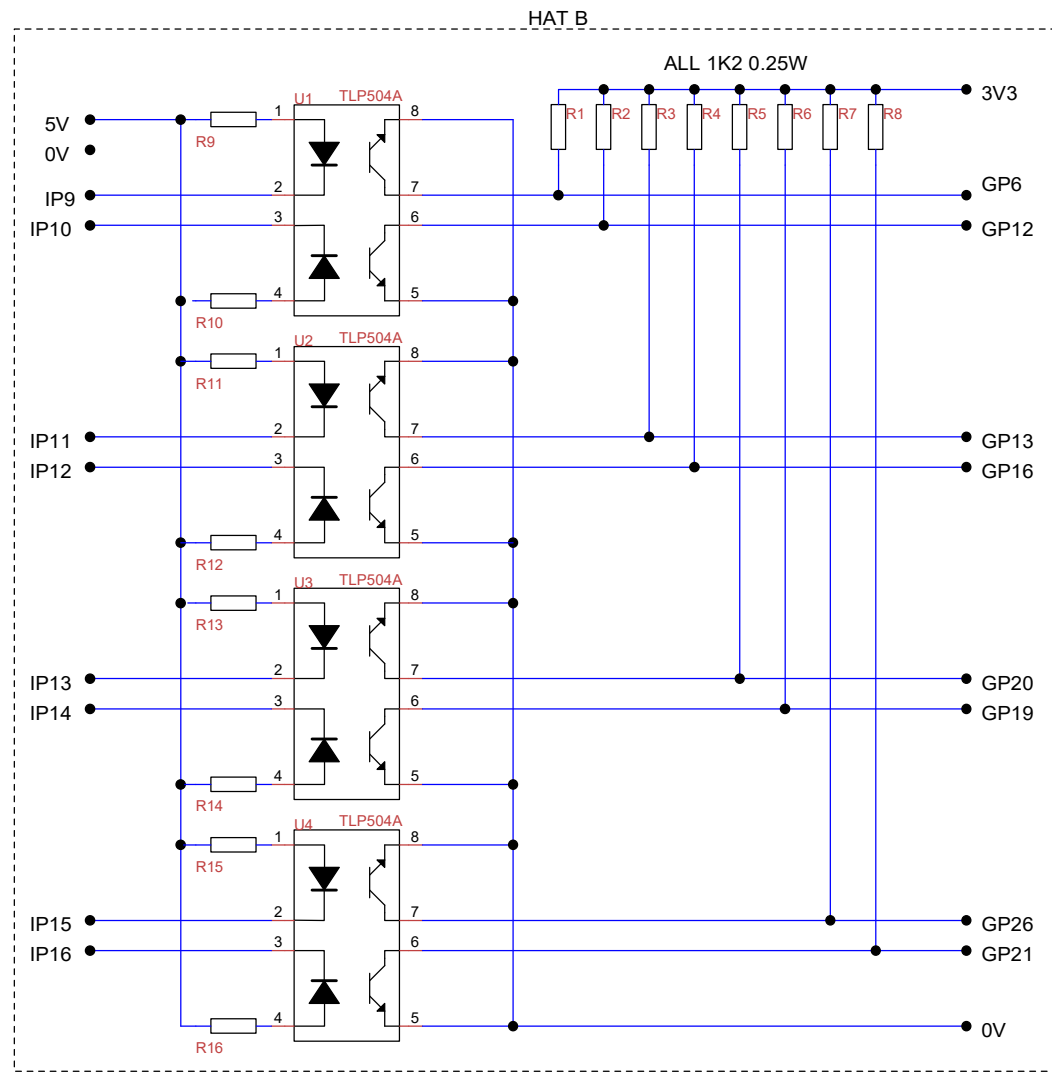 HAT B
ALL 1K2 0.25W
U1 TLP504A
3V3
R1 R2 R3 R4 R5 R6 R7 R8
5V
R9
1
8
0V
IP9
2
7
GP6
IP10
3
6
GP12
4
5
R10
U2 TLP504A
1
8
R11
IP11
2
7
GP13
IP12
3
6
GP16
4
5
R12
U3 TLP504A
1
8
R13
IP13
2
7
GP20
IP14
3
6
GP19
4
5
R14
U4 TLP504A
1
8
R15
IP15
2
7
GP26
IP16
3
6
GP21
4
5
0V
R16